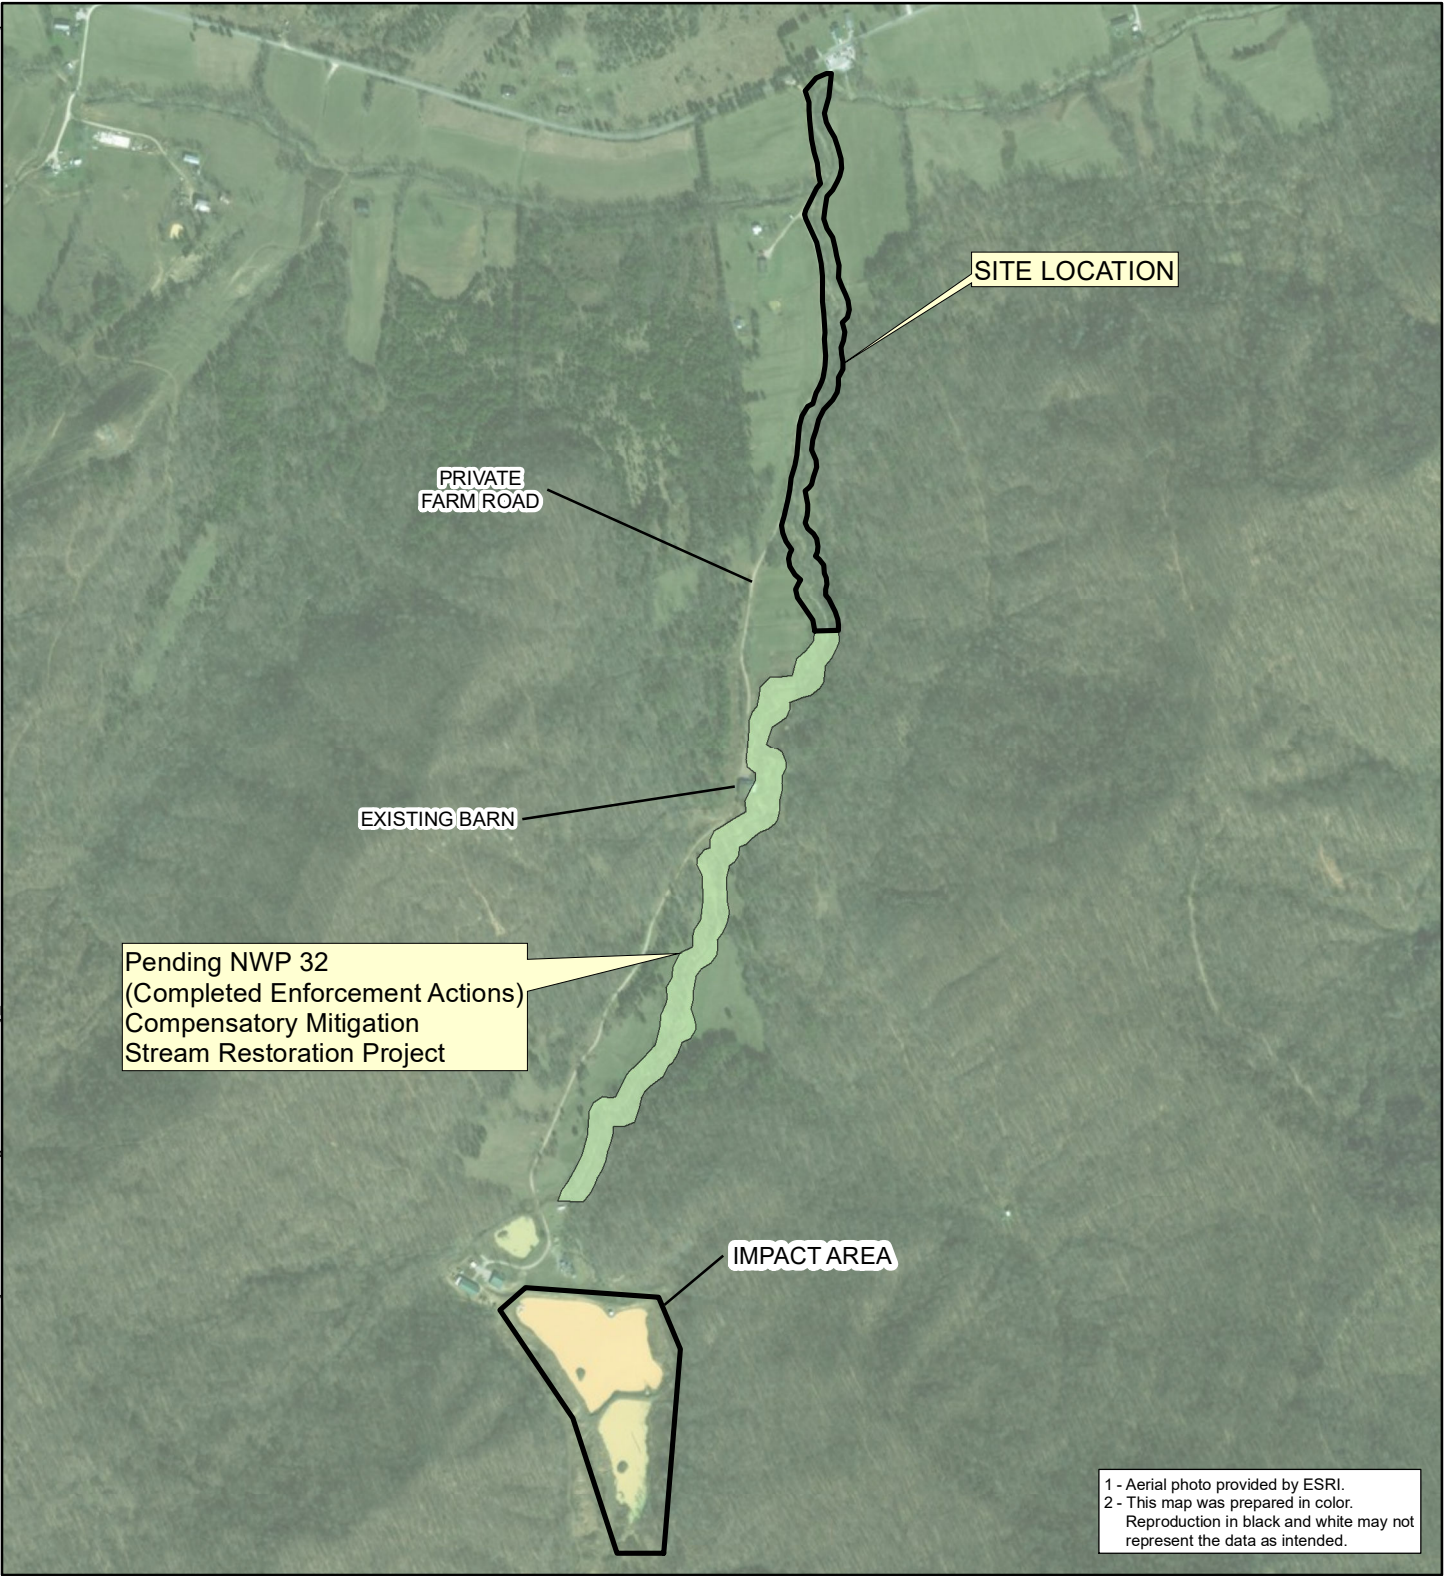 SITE LOCATION
PRIVATE
FARM ROAD
EXISTING BARN
Pending NWP 32
(Completed Enforcement Actions)
Compensatory Mitigation
Stream Restoration Project
IMPACT AREA
1 - Aerial photo provided by ESRI.
2 - This map was prepared in color.
Reproduction in black and white may not
represent the data as intended.